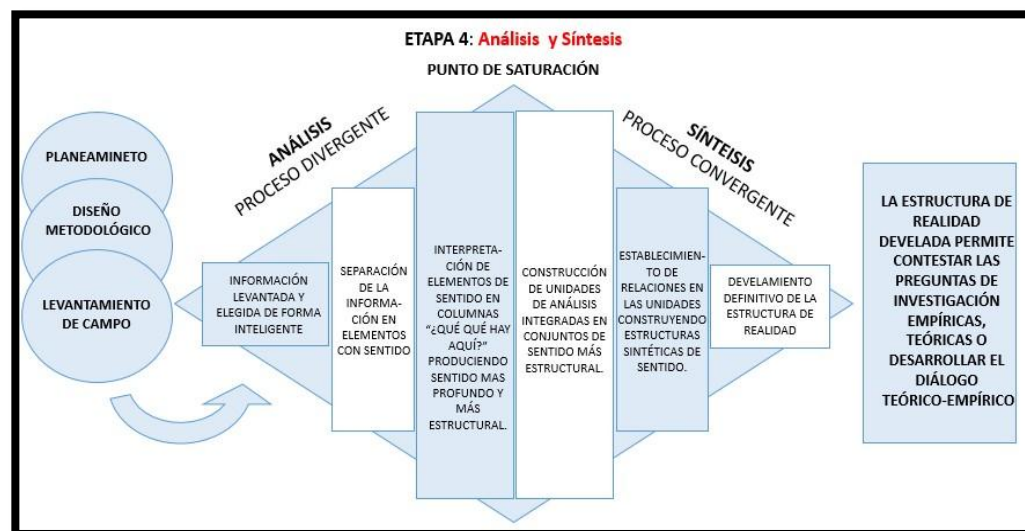 ETAPA 4: Análisis y Síntesis
PUNTO DE SATURACIÓN
PLANEAMINETO
DISEÑO
METODOLÓGICO
LEVANTAMIENTO
DE CAMPO
ANÁLISIS
PROCESO DIVERGENTE
INFORMACIÓN
LEVANTADA Y
ELEGIDA DE FORMA
INTELIGENTE
SEPARACIÓN
DE LA
INFORMA-
CIÓN EN
ELEMENTOS
CON SENTIDO
INTERPRETA-
CIÓN DE
ELEMENTOS DE
SENTIDO EN
COLUMNAS
“¿QUÉ QUÉ HAY
AQUÍ?”
PRODUCIENDO
SENTIDO MAS
PROFUNDO Y
MÁS
ESTRUCTURAL.
CONSTRUCCIÓN
DE UNIDADES
DE ANÁLISIS
INTEGRADAS EN
CONJUNTOS DE
SENTIDO MÁS
ESTRUCTURAL.
SÍNTEISIS
PROCESO CONVERGENTE
ESTABLECIMIEN-
TO DE
RELACIONES EN
LAS UNIDADES
CONSTRUYENDO
ESTRUCTURAS
SINTÉTICAS DE
SENTIDO.
DEVELAMIENTO
DEFINITIVO DE LA
ESTRUCTURA DE
REALIDAD
LA ESTRUCTURA DE
REALIDAD
DEVELADA PERMITE
CONTESTAR LAS
PREGUNTAS DE
INVESTIGACIÓN
EMPÍRICAS,
TEÓRICAS O
DESARROLLAR EL
DIÁLOGO
TEÓRICO-EMPÍRICO